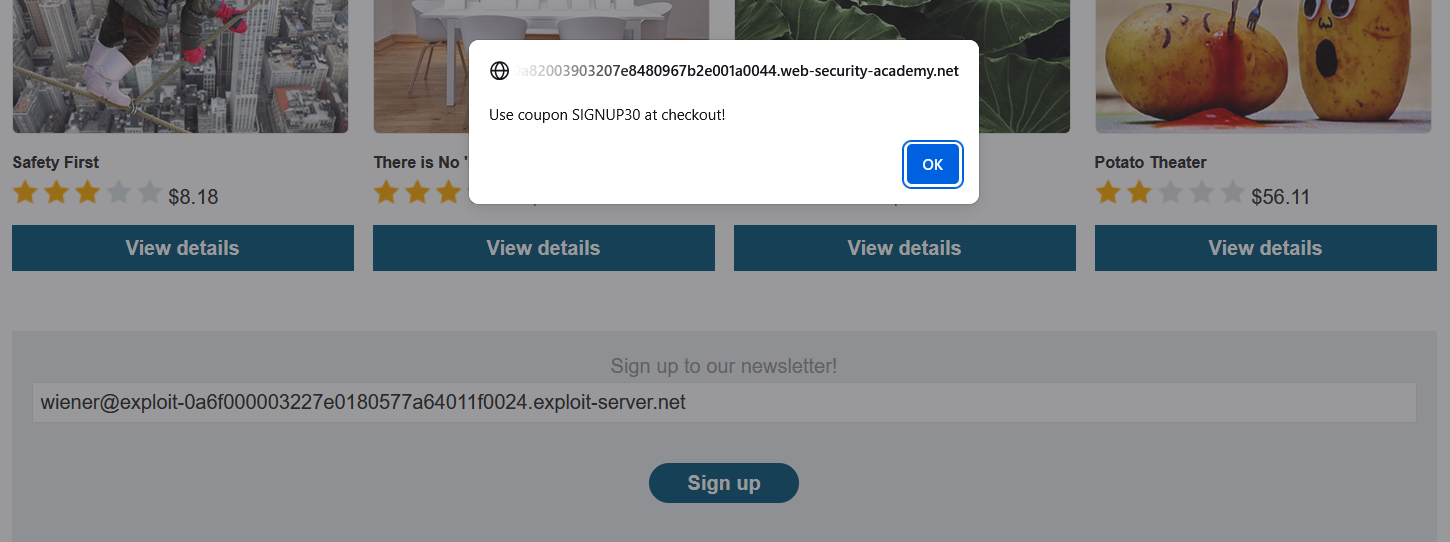 a82003903207e8480967b2e001a0044.web-security-academy.net
Use coupon SIGNUP30 at checkout!
OK
Safety First
There is No '
Potato Theater
$8.18
$56.11
View details
View details
View details
View details
Sign up to our newsletter!
wiener@exploit-0a6f000003227e0180577a64011f0024.exploit-server.net
Sign up